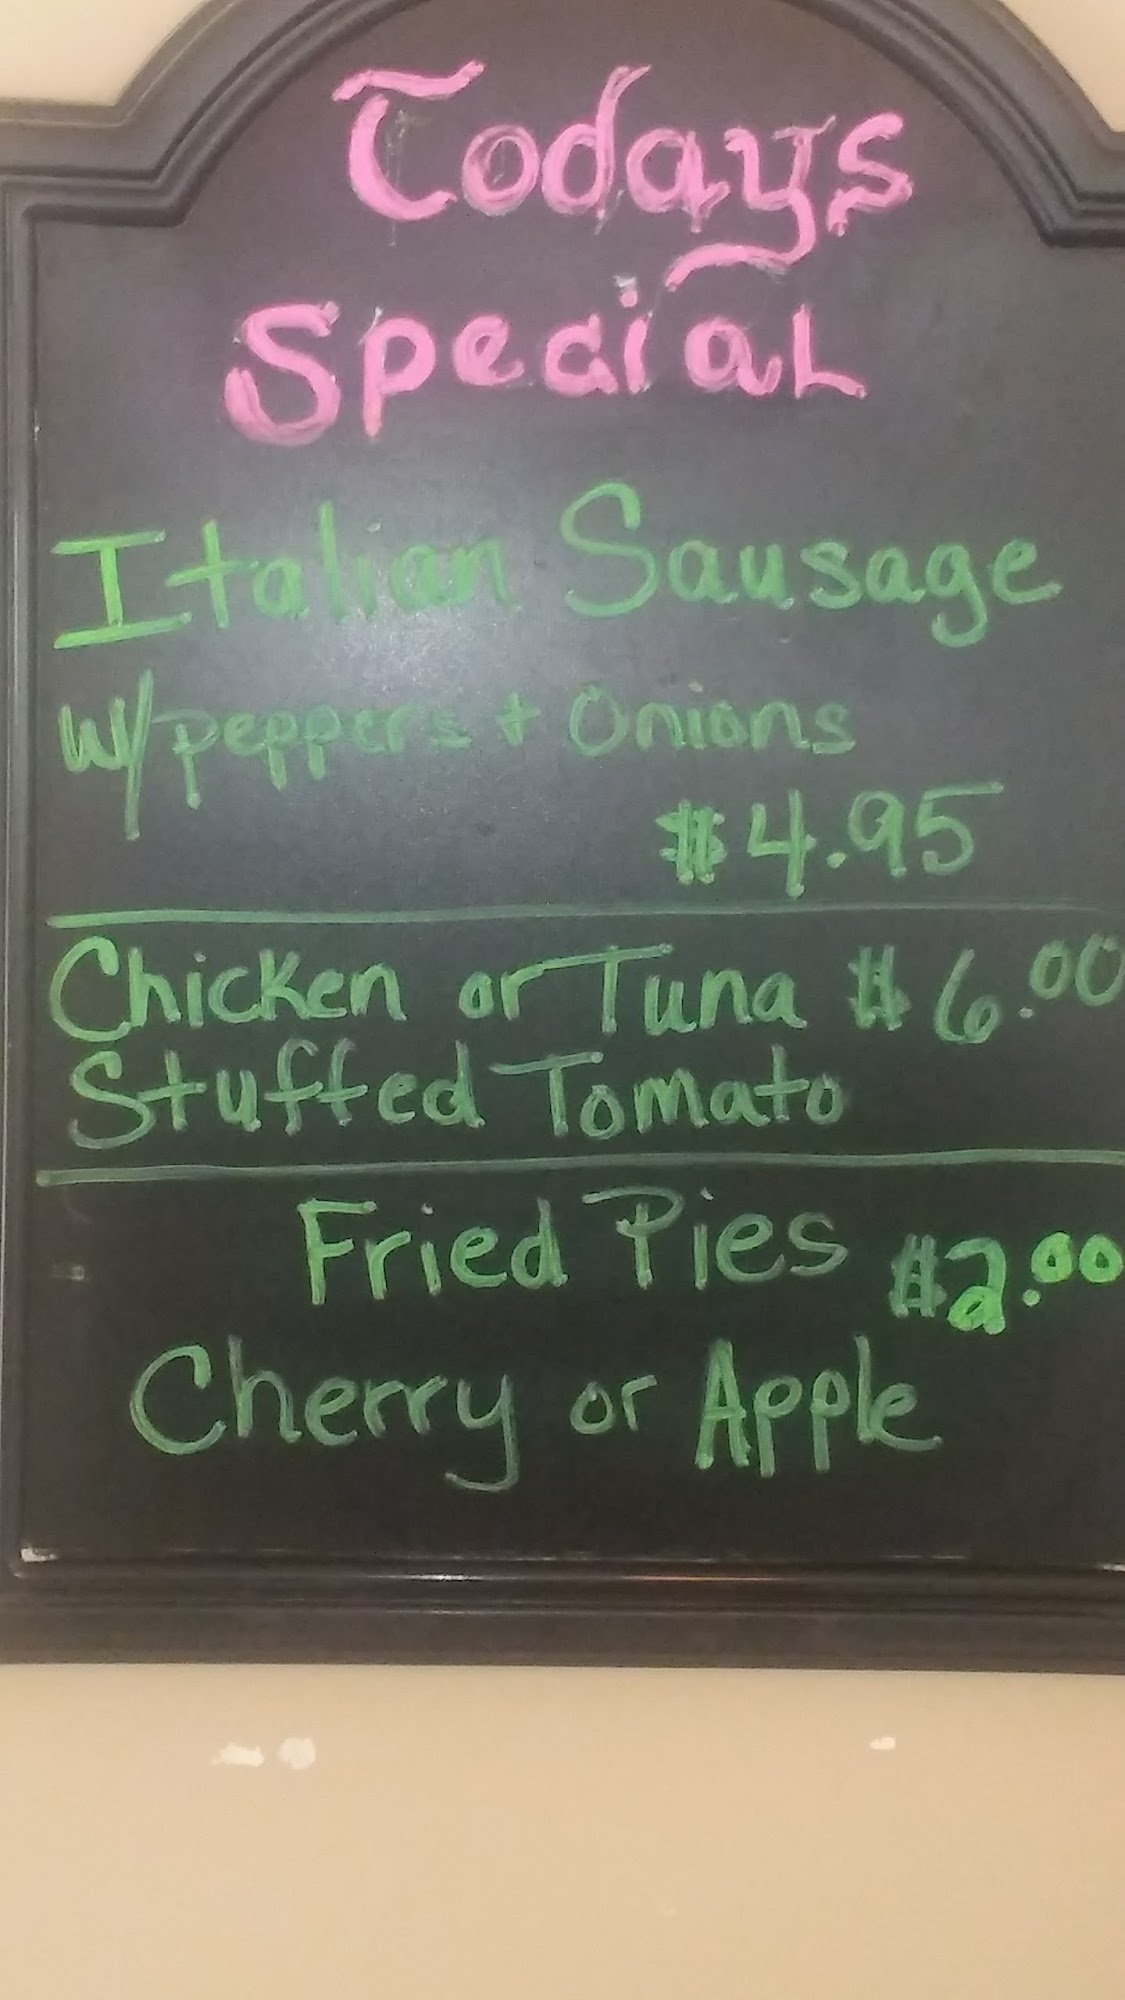 Todays
Special
Italian Sausage
w/peppers + Onions
$4.95
Chicken or Tuna $6.00
Stuffed Tomato
Fried Pies $2.00
Cherry or Apple